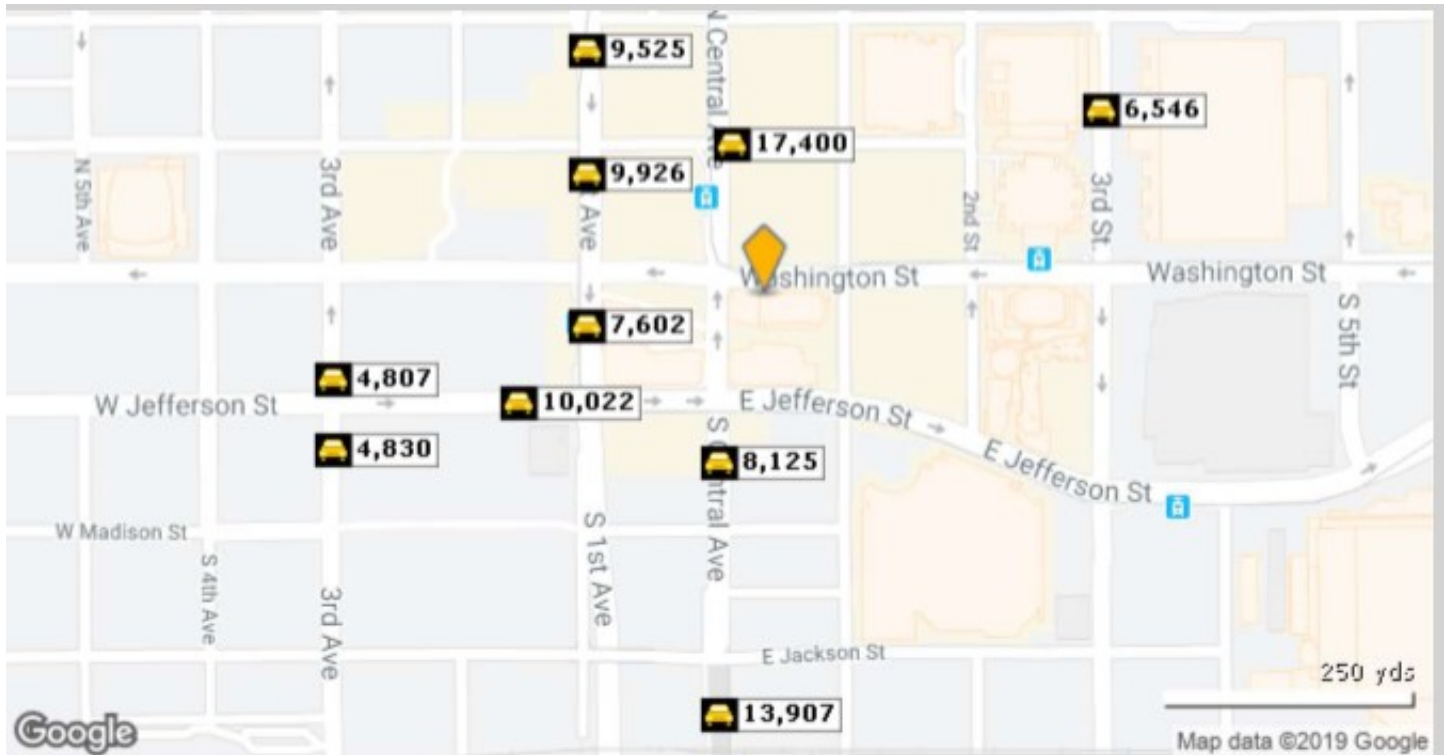 9,525
N Central Ave
6,546
17,400
9,926
N 5th Ave
3rd Ave
Ave
2nd St
3rd St.
Washington St
Washington St
7,602
S 5th St
4,807
W Jefferson St
10,022
E Jefferson St
4,830
8,125
S Central Ave
E Jefferson St
W Madison St
S 4th Ave
S 1st Ave
3rd Ave
E Jackson St
250 yds
13,907
Google
Map data ©2019 Google